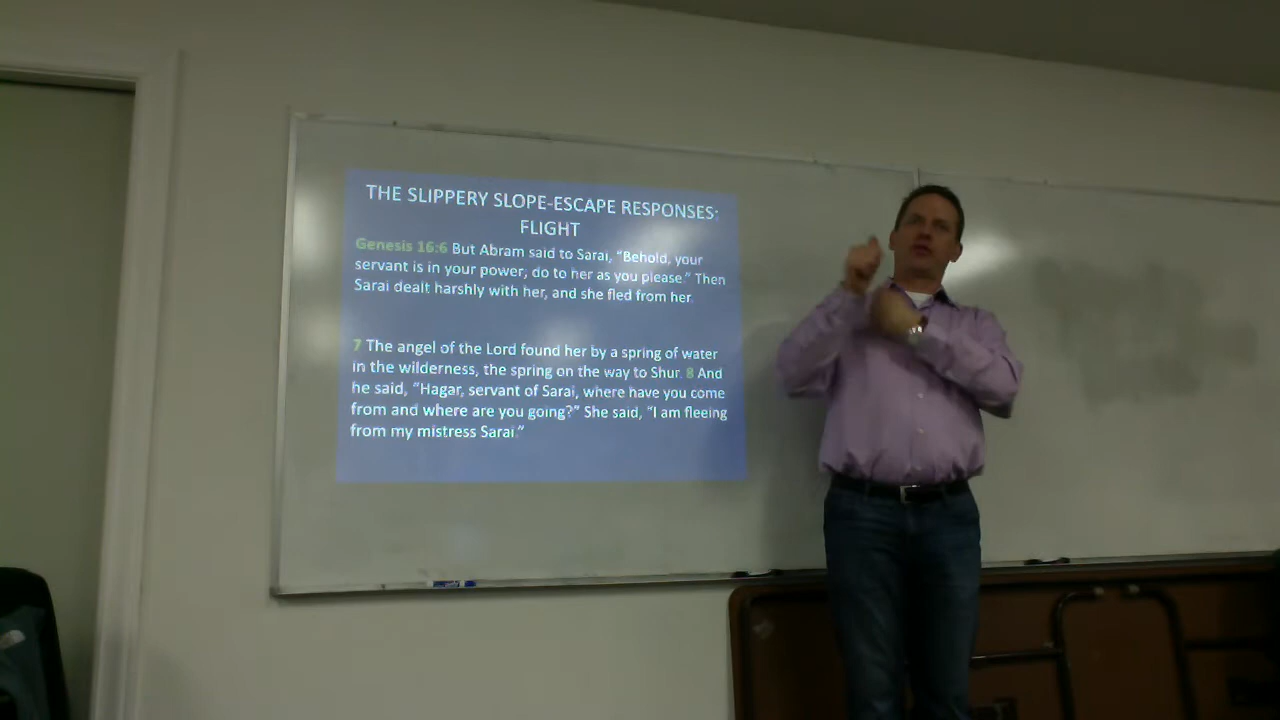 THE SLIPPERY SLOPE-ESCAPE RESPONSES:
FLIGHT
Genesis 16:6 But Abram said to Sarai, “Behold, your
servant is in your power; do to her as you please.” Then
Sarai dealt harshly with her, and she fled from her.
7 The angel of the Lord found her by a spring of water
in the wilderness, the spring on the way to Shur. 8 And
he said, “Hagar, servant of Sarai, where have you come
from and where are you going?” She said, “I am fleeing
from my mistress Sarai.”